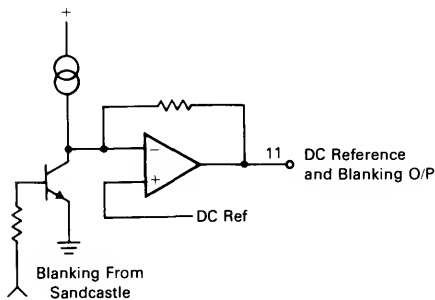 +
−
+
11
DC Reference
and Blanking O/P
DC Ref
Blanking From
Sandcastle